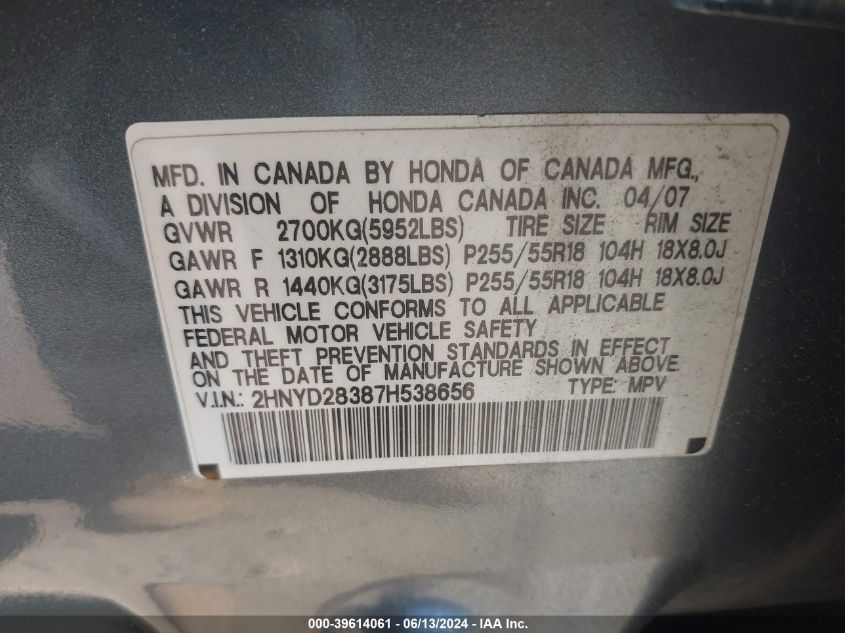 MFD. IN CANADA BY HONDA OF CANADA MFG.,
A DIVISION OF HONDA CANADA INC. 04/07
GVWR 2700KG(5952LBS) TIRE SIZE RIM SIZE
GAWR F 1310KG(2888LBS) P255/55R18 104H 18X8.0J
GAWR R 1440KG(3175LBS) P255/55R18 104H 18X8.0J
THIS VEHICLE CONFORMS TO ALL APPLICABLE
FEDERAL MOTOR VEHICLE SAFETY
AND THEFT PREVENTION STANDARDS IN EFFECT
ON THE DATE OF MANUFACTURE SHOWN ABOVE.
V.I.N.: 2HNYD28387H538656 TYPE: MPV
000-39614061 - 06/13/2024 - IAA Inc.